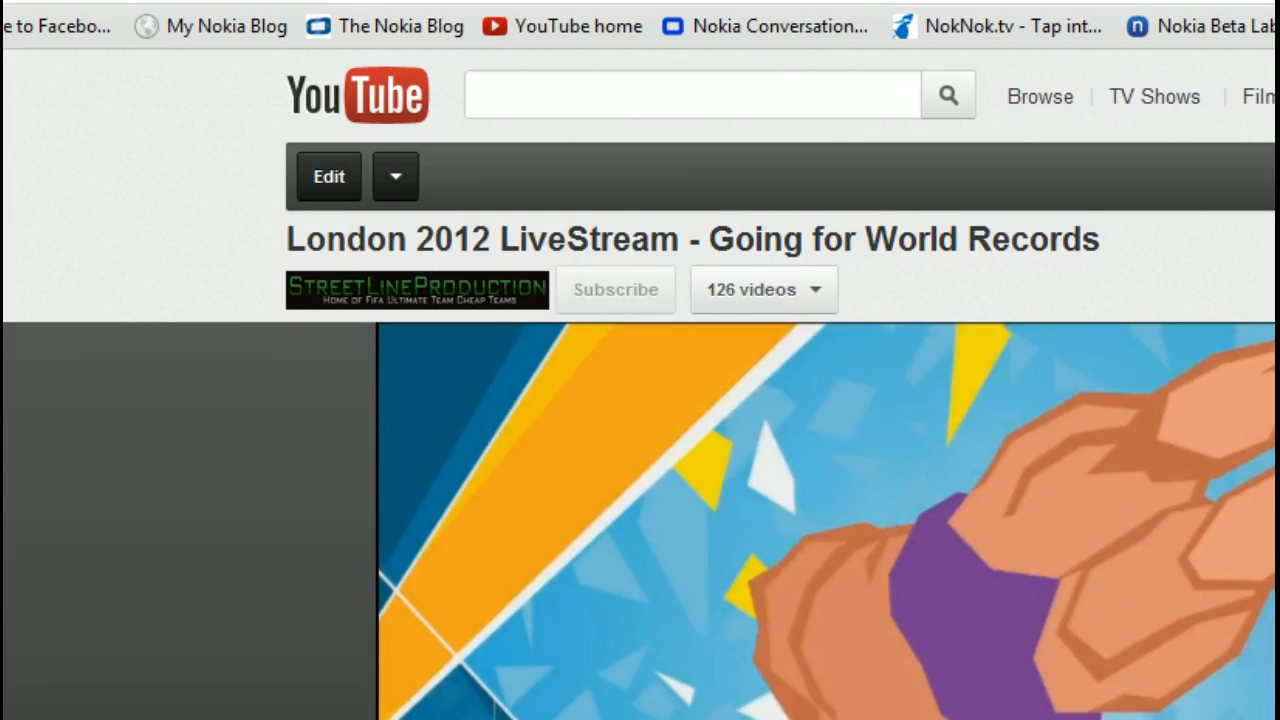 e to Facebo... My Nokia Blog The Nokia Blog YouTube home Nokia Conversation... NokNok.tv - Tap int... Nokia Beta Lab
YouTube Browse TV Shows Film
Edit
London 2012 LiveStream - Going for World Records
STREETLINEPRODUCTION
HOME OF FIFA ULTIMATE TEAM CHEAP TEAMS
Subscribe 126 videos